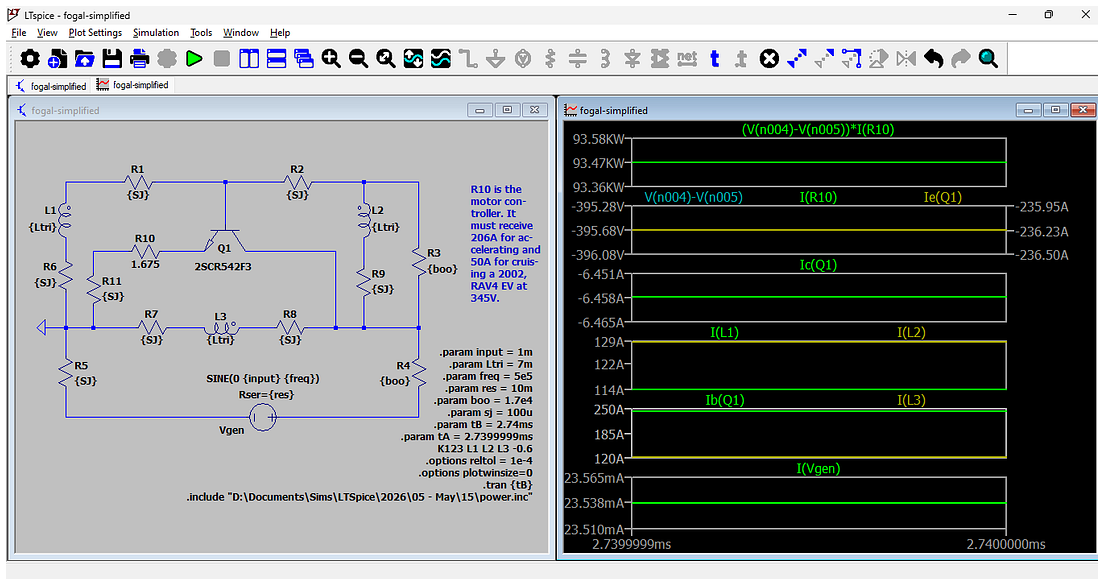 LTspice - fogal-simplified
File View Plot Settings Simulation Tools Window Help
net
fogal-simplified
fogal-simplified
fogal-simplified
R1
{SJ}
R2
{SJ}
L1
{Ltri}
L2
{Ltri}
R10
1.675
Q1
2SCR542F3
R3
{boo}
R6
{SJ}
R11
{SJ}
R9
{SJ}
R7
{SJ}
L3
{Ltri}
R8
{SJ}
R5
{SJ}
R4
{boo}
SINE(0 {input} {freq})
Rser={res}
Vgen
R10 is the
motor con-
troller. It
must receive
206A for ac-
celerating and
50A for cruis-
ing a 2002,
RAV4 EV at
345V.
.param input = 1m
.param Ltri = 7m
.param freq = 5e5
.param res = 10m
.param boo = 1.7e4
.param sj = 100u
.param tB = 2.74ms
.param tA = 2.7399999ms
K123 L1 L2 L3 -0.6
.options reltol = 1e-4
.options plotwinsize=0
.tran {tB}
.include "D:\Documents\Sims\LTSpice\2026\05 - May\15\power.inc"
fogal-simplified
(V(n004)-V(n005))*I(R10)
93.58KW
93.47KW
93.36KW
V(n004)-V(n005) I(R10) Ie(Q1)
-395.28V -235.95A
-395.68V -236.23A
-396.08V -236.50A
Ic(Q1)
-6.451A
-6.458A
-6.465A
I(L1) I(L2)
129A
122A
114A
Ib(Q1) I(L3)
250A
185A
120A
I(Vgen)
23.565mA
23.538mA
23.510mA
2.7399999ms 2.7400000ms